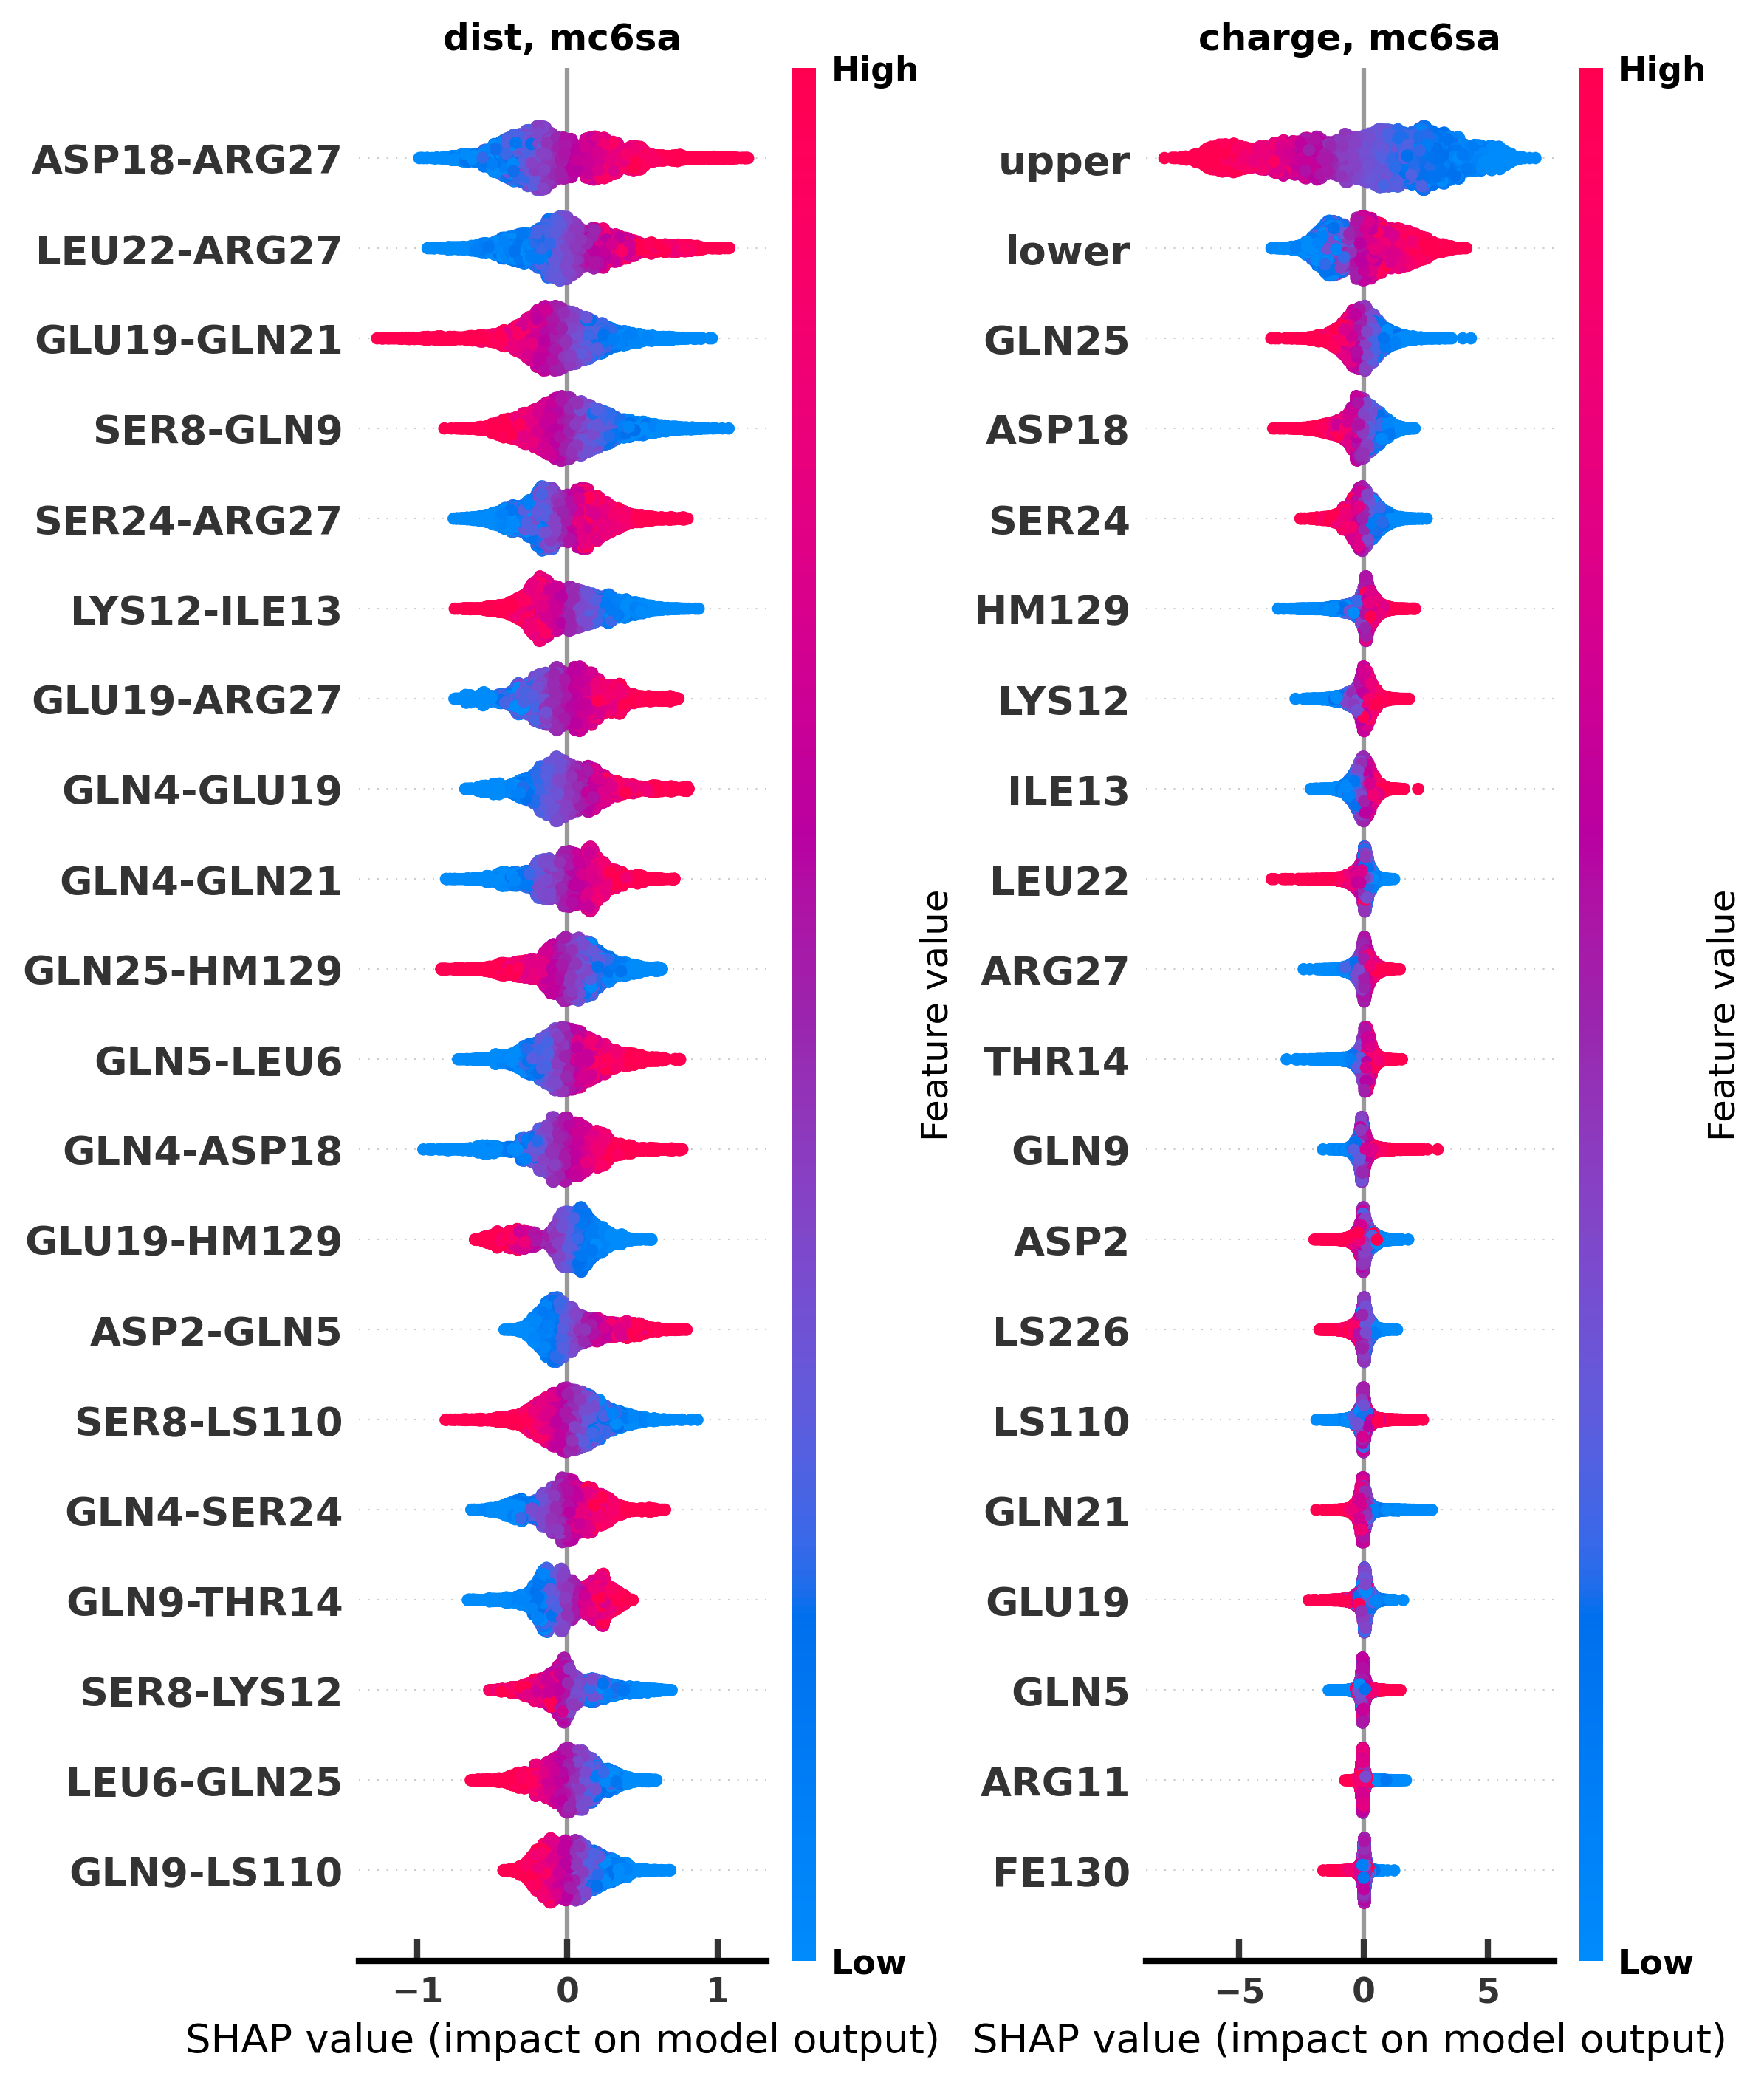 dist, mc6sa
High
ASP18-ARG27
LEU22-ARG27
GLU19-GLN21
SER8-GLN9
SER24-ARG27
LYS12-ILE13
GLU19-ARG27
GLN4-GLU19
GLN4-GLN21
GLN25-HM129
GLN5-LEU6
GLN4-ASP18
GLU19-HM129
ASP2-GLN5
SER8-LS110
GLN4-SER24
GLN9-THR14
SER8-LYS12
LEU6-GLN25
GLN9-LS110
Feature value
Low
−1 0 1
SHAP value (impact on model output)
charge, mc6sa
High
upper
lower
GLN25
ASP18
SER24
HM129
LYS12
ILE13
LEU22
ARG27
THR14
GLN9
ASP2
LS226
LS110
GLN21
GLU19
GLN5
ARG11
FE130
Feature value
Low
−5 0 5
SHAP value (impact on model output)